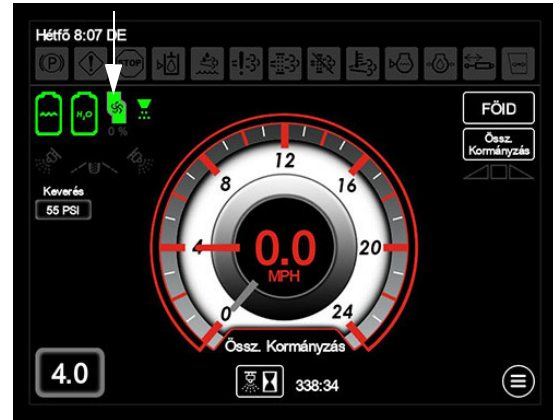 Hétfő 8:07 DE
(P) STOP
H₂O
0 %
FÖID
Össz.
Kormányzás
Keverés
55 PSI
12
8 16
4 20
0 24
0.0
MPH
Össz. Kormányzás
4.0
338:34